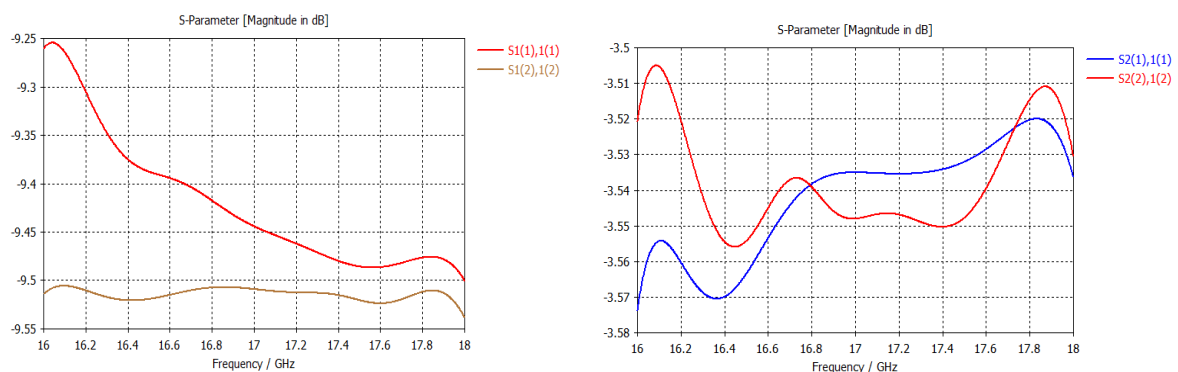 S-Parameter [Magnitude in dB]
-9.25
-9.3
-9.35
-9.4
-9.45
-9.5
-9.55
16 16.2 16.4 16.6 16.8 17 17.2 17.4 17.6 17.8 18
Frequency / GHz
S1(1),1(1)
S1(2),1(2)
S-Parameter [Magnitude in dB]
-3.5
-3.51
-3.52
-3.53
-3.54
-3.55
-3.56
-3.57
-3.58
16 16.2 16.4 16.6 16.8 17 17.2 17.4 17.6 17.8 18
Frequency / GHz
S2(1),1(1)
S2(2),1(2)